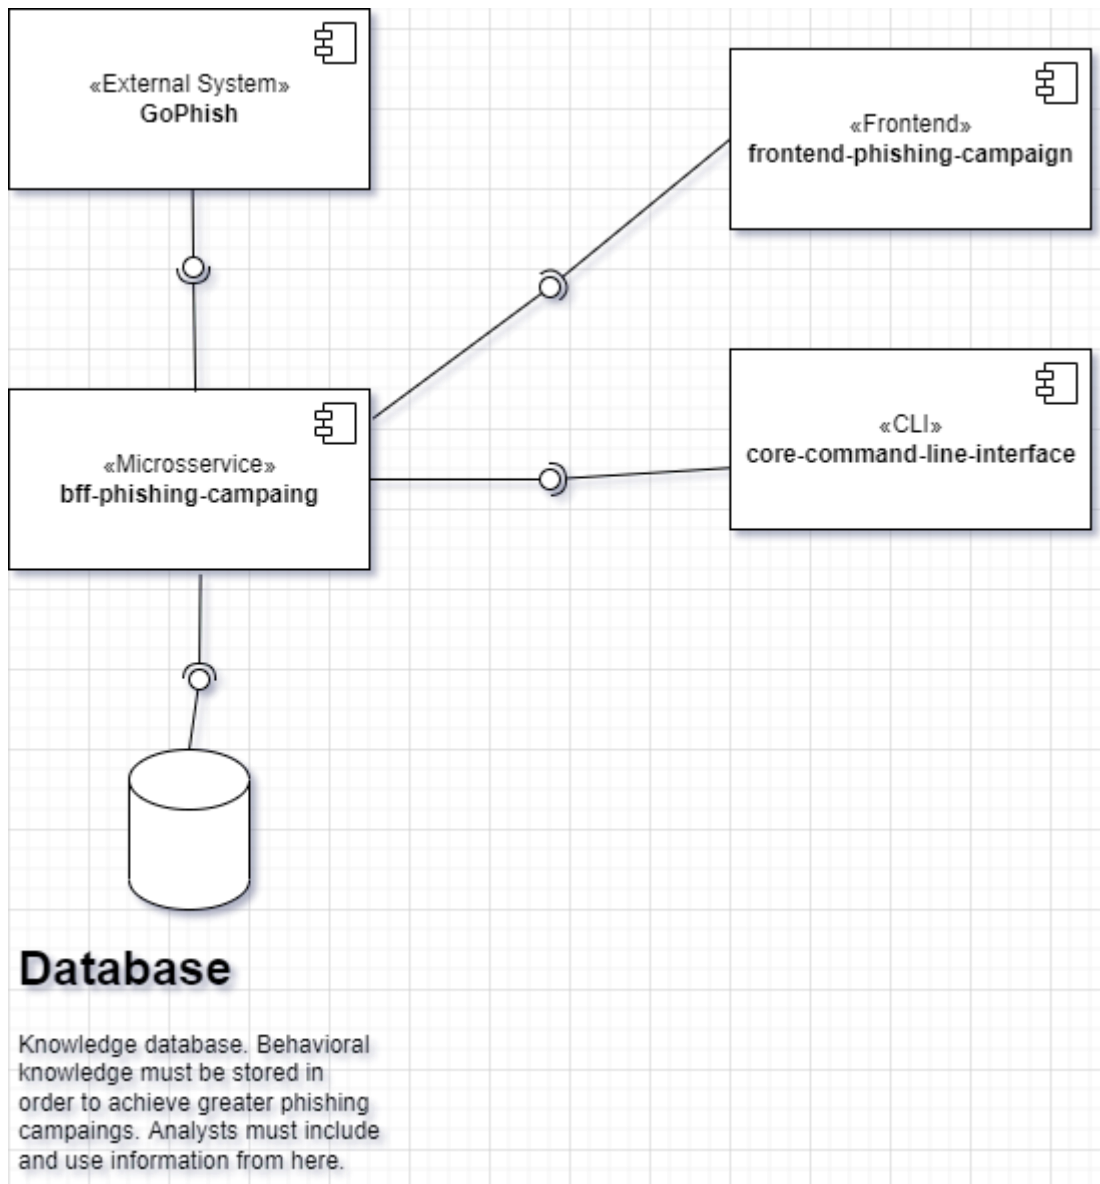 «External System»
GoPhish
«Frontend»
frontend-phishing-campaign
«CLI»
core-command-line-interface
«Microsservice»
bff-phishing-campaing
Database
Knowledge database. Behavioral
knowledge must be stored in
order to achieve greater phishing
campaings. Analysts must include
and use information from here.